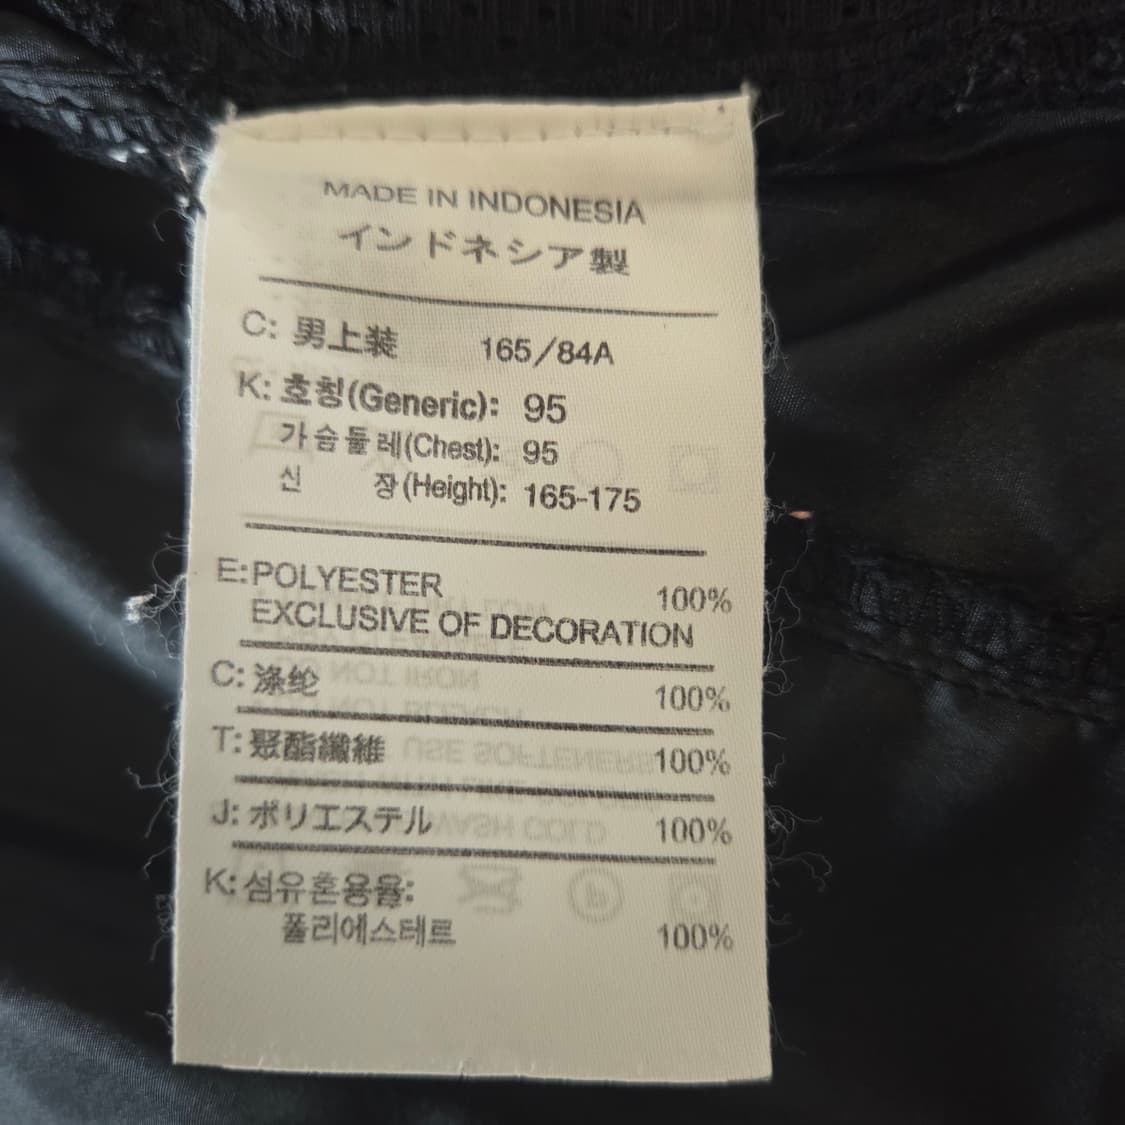 MADE IN INDONESIA
インドネシア製
C: 男上装 165/84A
K: 호칭(Generic): 95
가슴둘레(Chest): 95
신 장(Height): 165-175
E:POLYESTER 100%
EXCLUSIVE OF DECORATION
C: 涤纶 100%
T: 聚酯纖維 100%
J: ポリエステル 100%
K: 섬유혼용율:
폴리에스테르 100%